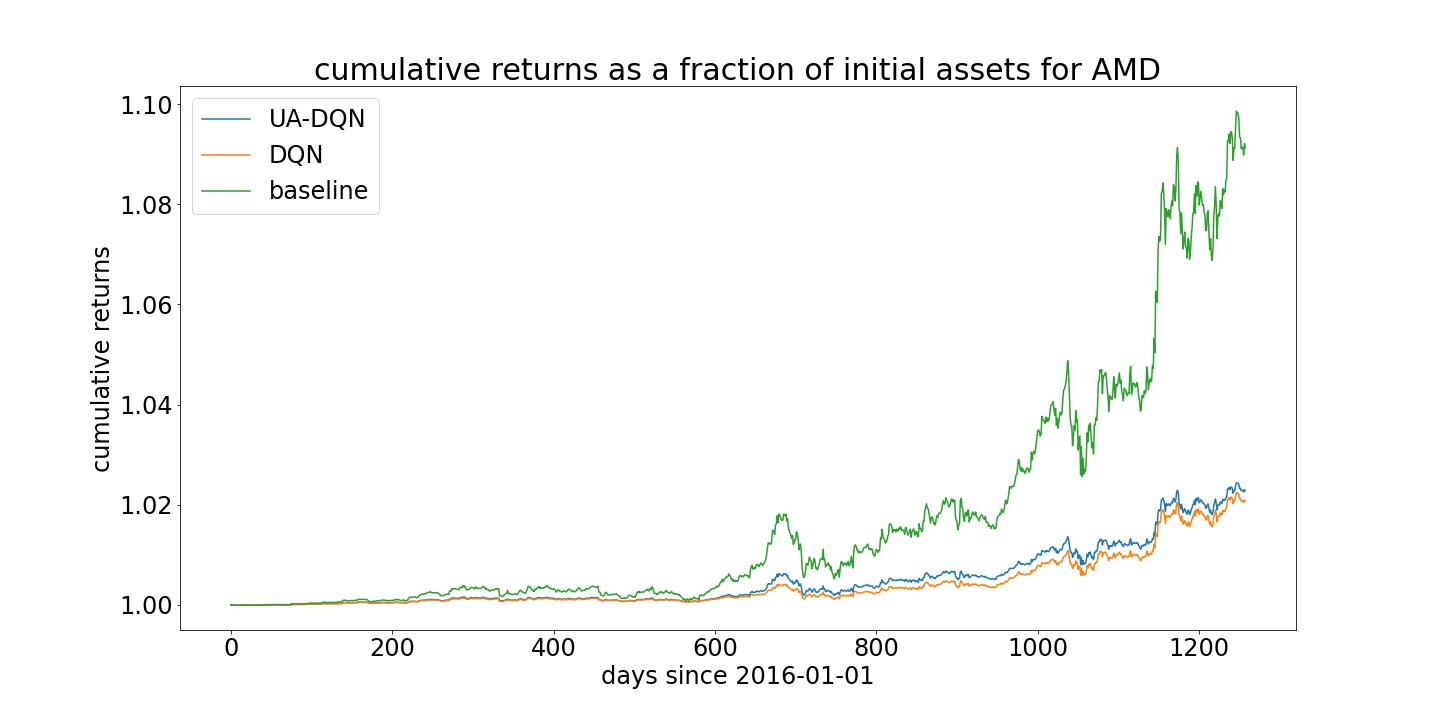 cumulative returns as a fraction of initial assets for AMD
UA-DQN
DQN
baseline
cumulative returns
1.10
1.08
1.06
1.04
1.02
1.00
0 200 400 600 800 1000 1200
days since 2016-01-01